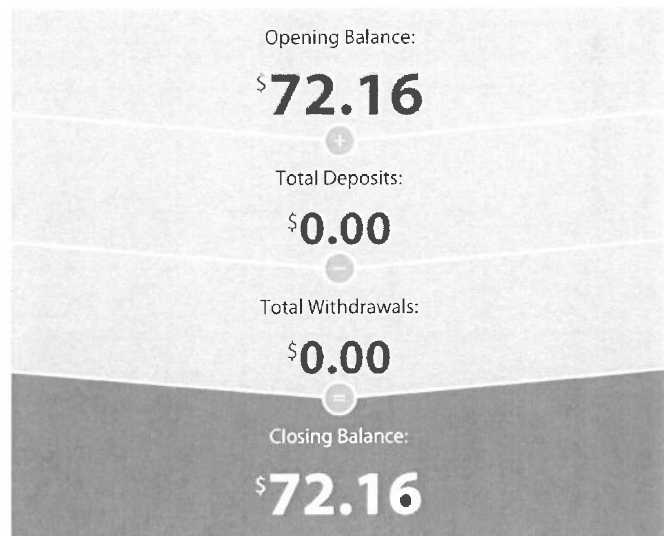 Opening Balance:
$72.16
+
Total Deposits:
$0.00
−
Total Withdrawals:
$0.00
=
Closing Balance:
$72.16